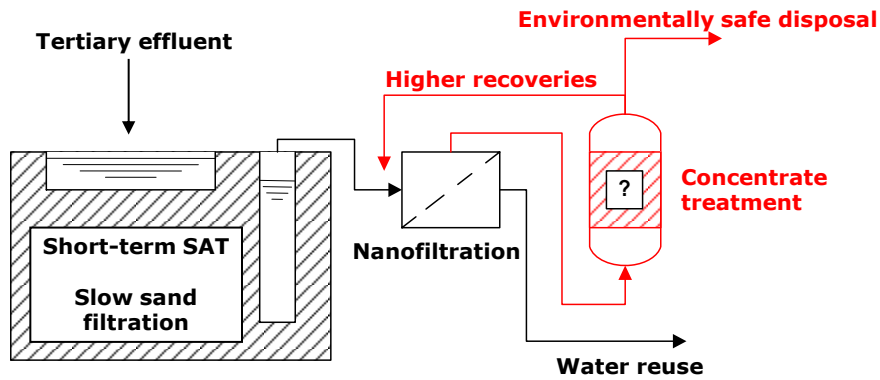 Environmentally safe disposal
Tertiary effluent
Higher recoveries
?
Concentrate
treatment
Short-term SAT
Slow sand
filtration
Nanofiltration
Water reuse